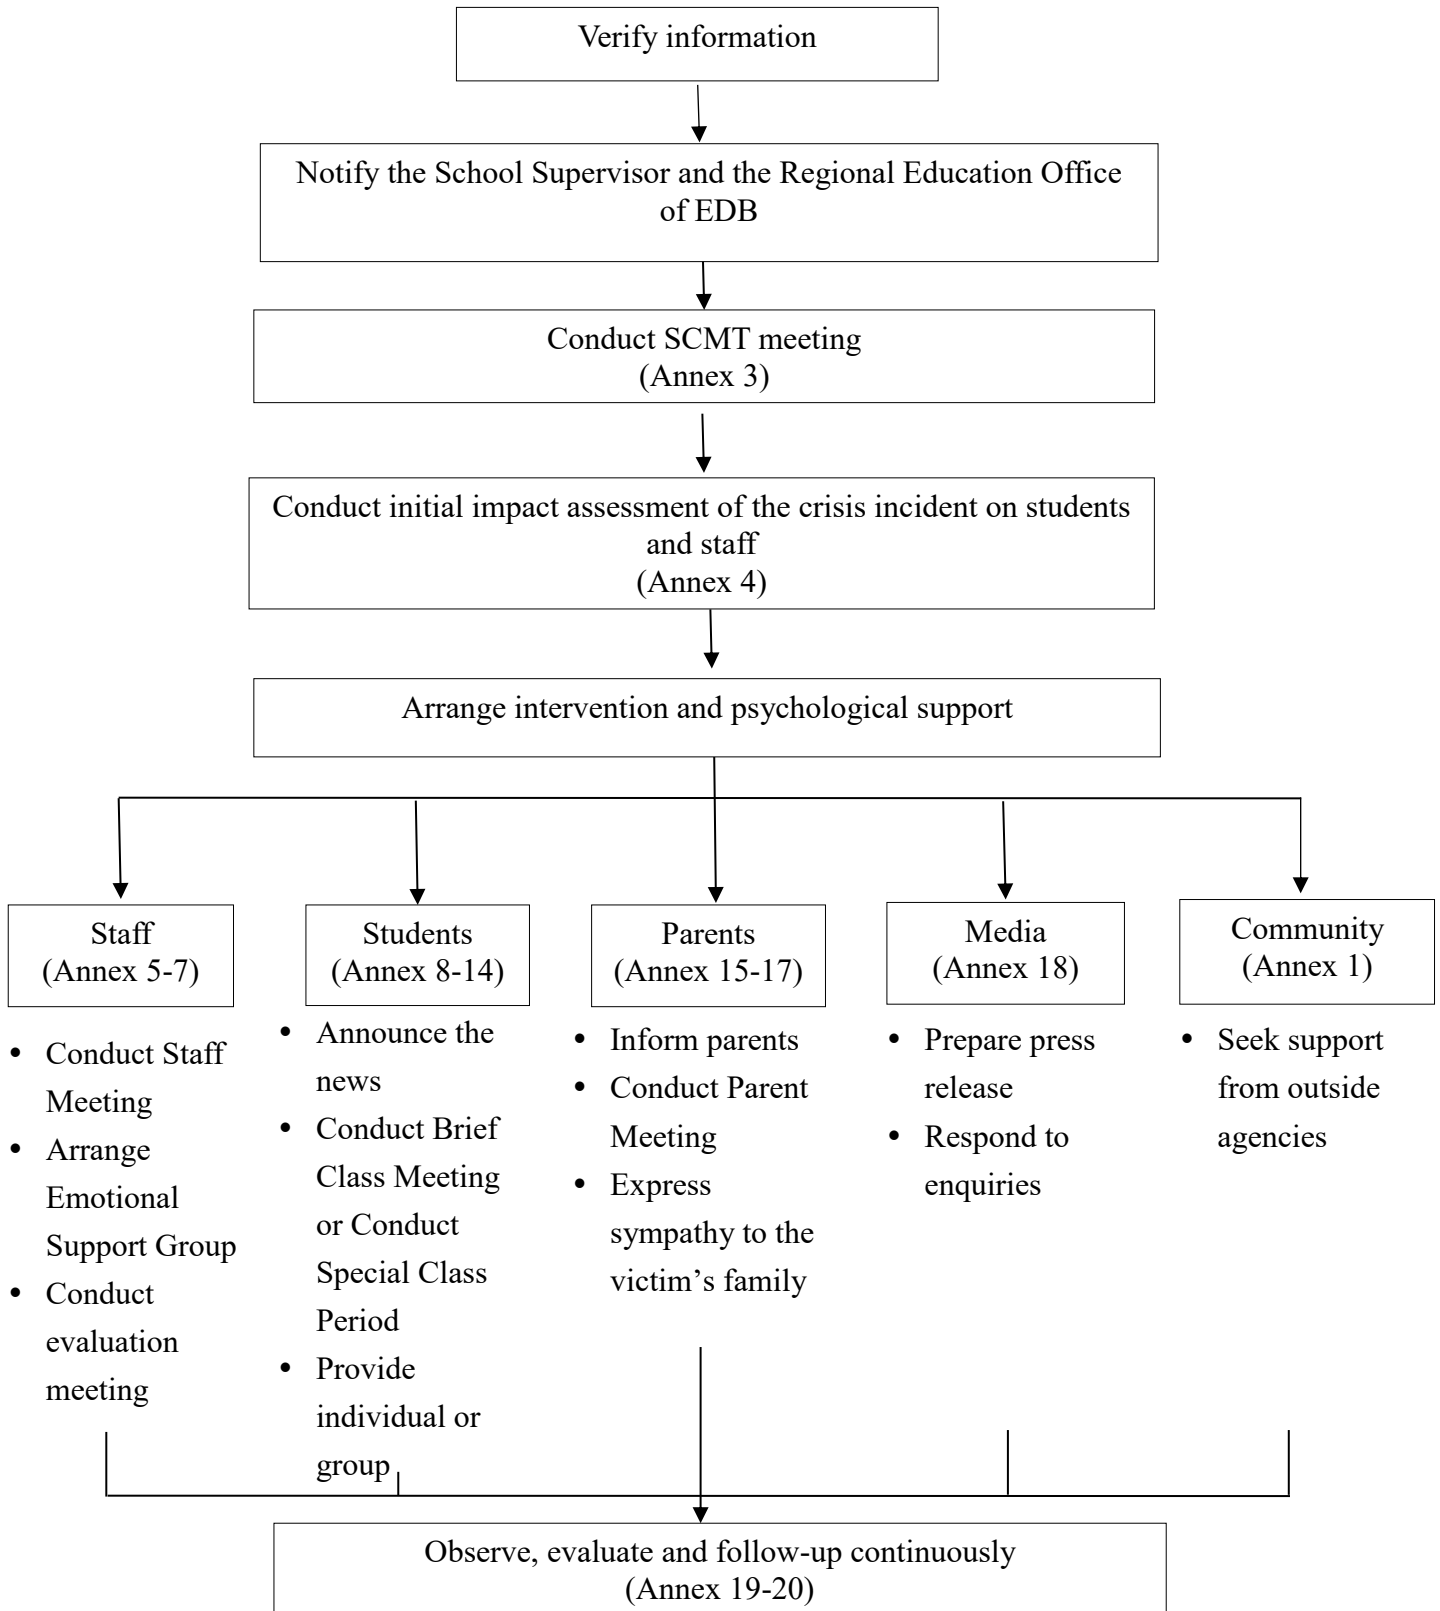 Verify information
Notify the School Supervisor and the Regional Education Office
of EDB
Conduct SCMT meeting
(Annex 3)
Conduct initial impact assessment of the crisis incident on students
and staff
(Annex 4)
Arrange intervention and psychological support
Staff
(Annex 5-7)
• Conduct Staff
Meeting
• Arrange
Emotional
Support Group
• Conduct
evaluation
meeting
Students
(Annex 8-14)
• Announce the
news
• Conduct Brief
Class Meeting
or Conduct
Special Class
Period
• Provide
individual or
group
Parents
(Annex 15-17)
• Inform parents
• Conduct Parent
Meeting
• Express
sympathy to the
victim’s family
Media
(Annex 18)
• Prepare press
release
• Respond to
enquiries
Community
(Annex 1)
• Seek support
from outside
agencies
Observe, evaluate and follow-up continuously
(Annex 19-20)